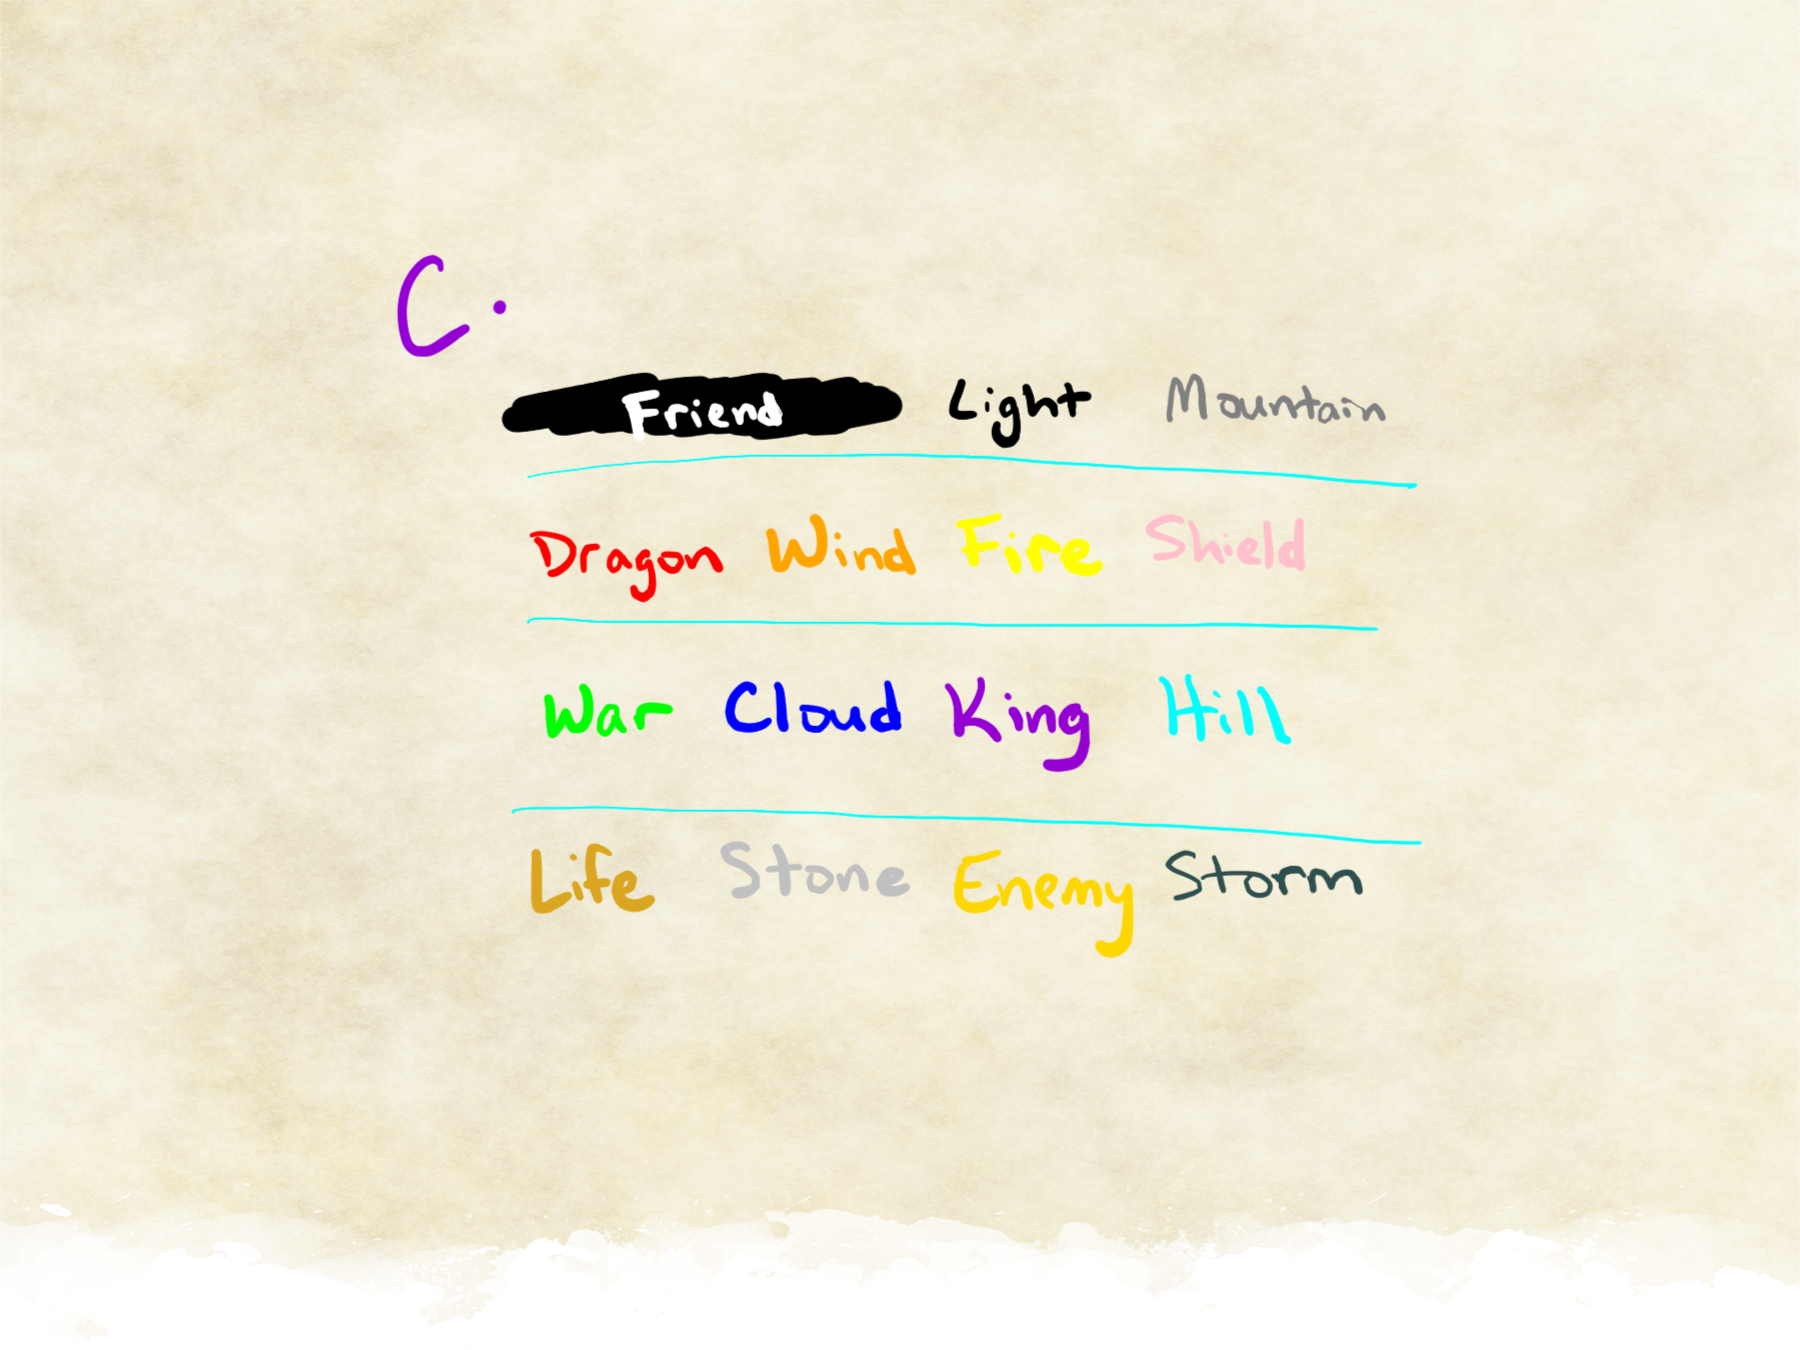 C.
Friend Light Mountain
Dragon Wind Fire Shield
War Cloud King Hill
Life Stone Enemy Storm